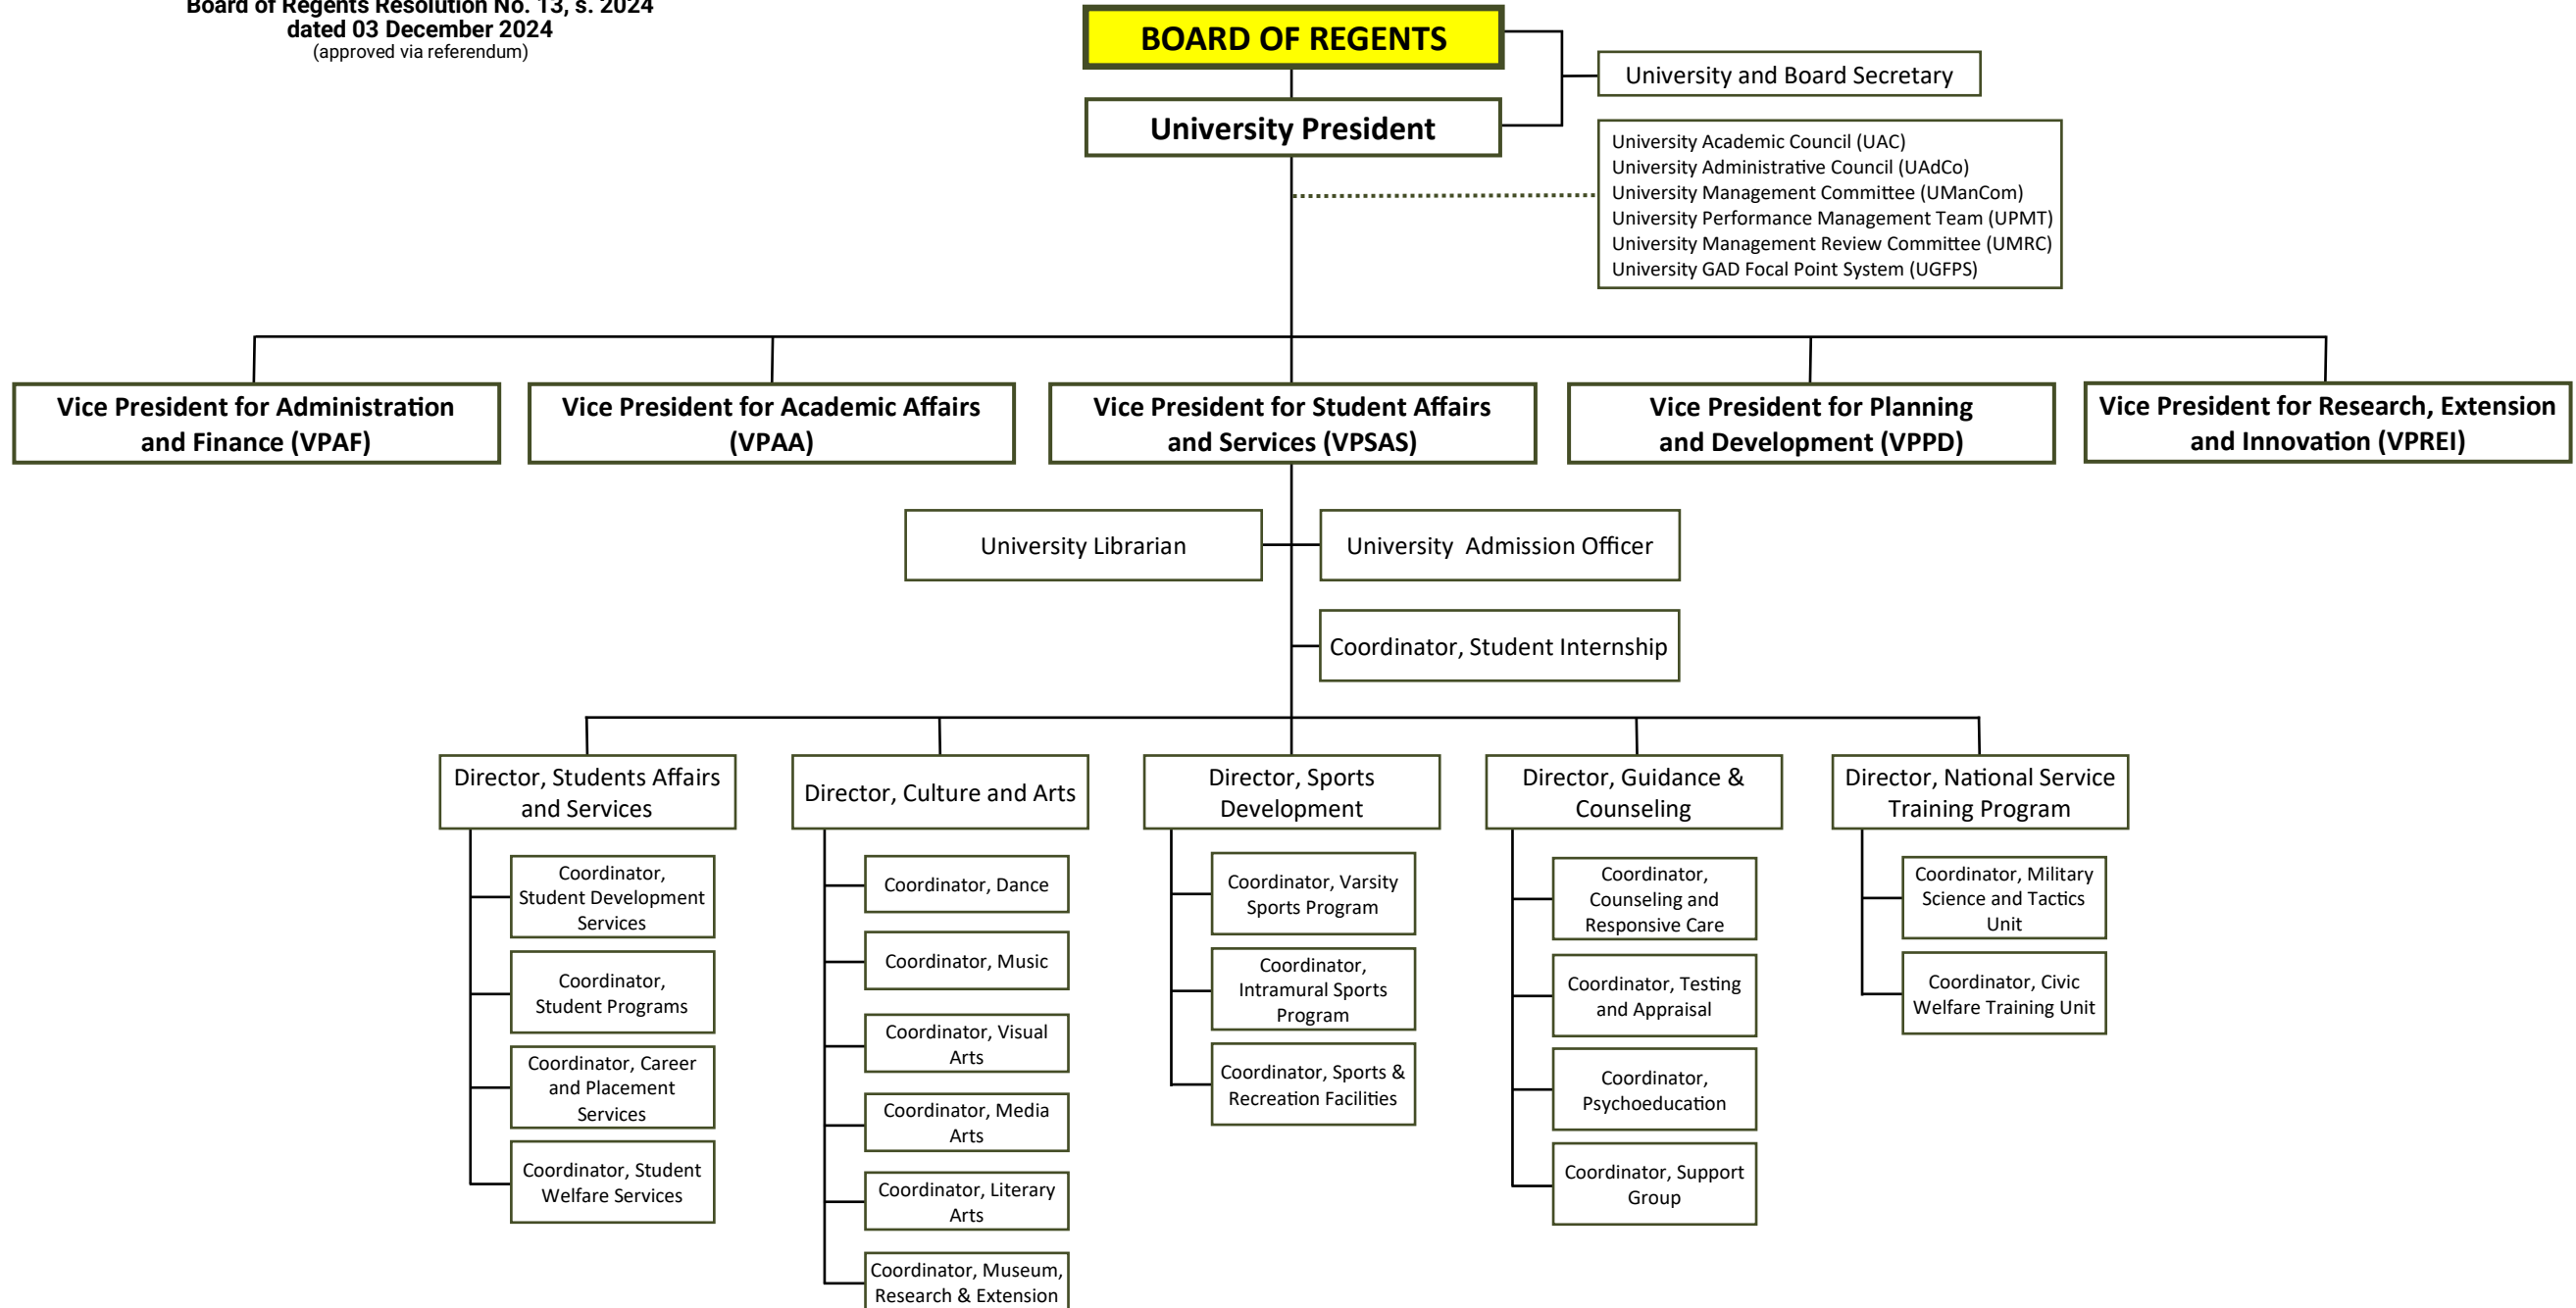 Board of Regents Resolution No. 13, s. 2024
dated 03 December 2024
(approved via referendum)
BOARD OF REGENTS
University and Board Secretary
University President
University Academic Council (UAC)
University Administrative Council (UAdCo)
University Management Committee (UManCom)
University Performance Management Team (UPMT)
University Management Review Committee (UMRC)
University GAD Focal Point System (UGFPS)
Vice President for Administration
and Finance (VPAF)
Vice President for Academic Affairs
(VPAA)
Vice President for Student Affairs
and Services (VPSAS)
Vice President for Planning
and Development (VPPD)
Vice President for Research, Extension
and Innovation (VPREI)
University Librarian
University  Admission Officer
Coordinator, Student Internship
Director, Students Affairs
and Services
Director, Culture and Arts
Director, Sports
Development
Director, Guidance &
Counseling
Director, National Service
Training Program
Coordinator,
Student Development
Services
Coordinator,
Student Programs
Coordinator, Career
and Placement
Services
Coordinator, Student
Welfare Services
Coordinator, Dance
Coordinator, Music
Coordinator, Visual
Arts
Coordinator, Media
Arts
Coordinator, Literary
Arts
Coordinator, Museum,
Research & Extension
Coordinator, Varsity
Sports Program
Coordinator,
Intramural Sports
Program
Coordinator, Sports &
Recreation Facilities
Coordinator,
Counseling and
Responsive Care
Coordinator, Testing
and Appraisal
Coordinator,
Psychoeducation
Coordinator, Support
Group
Coordinator, Military
Science and Tactics
Unit
Coordinator, Civic
Welfare Training Unit